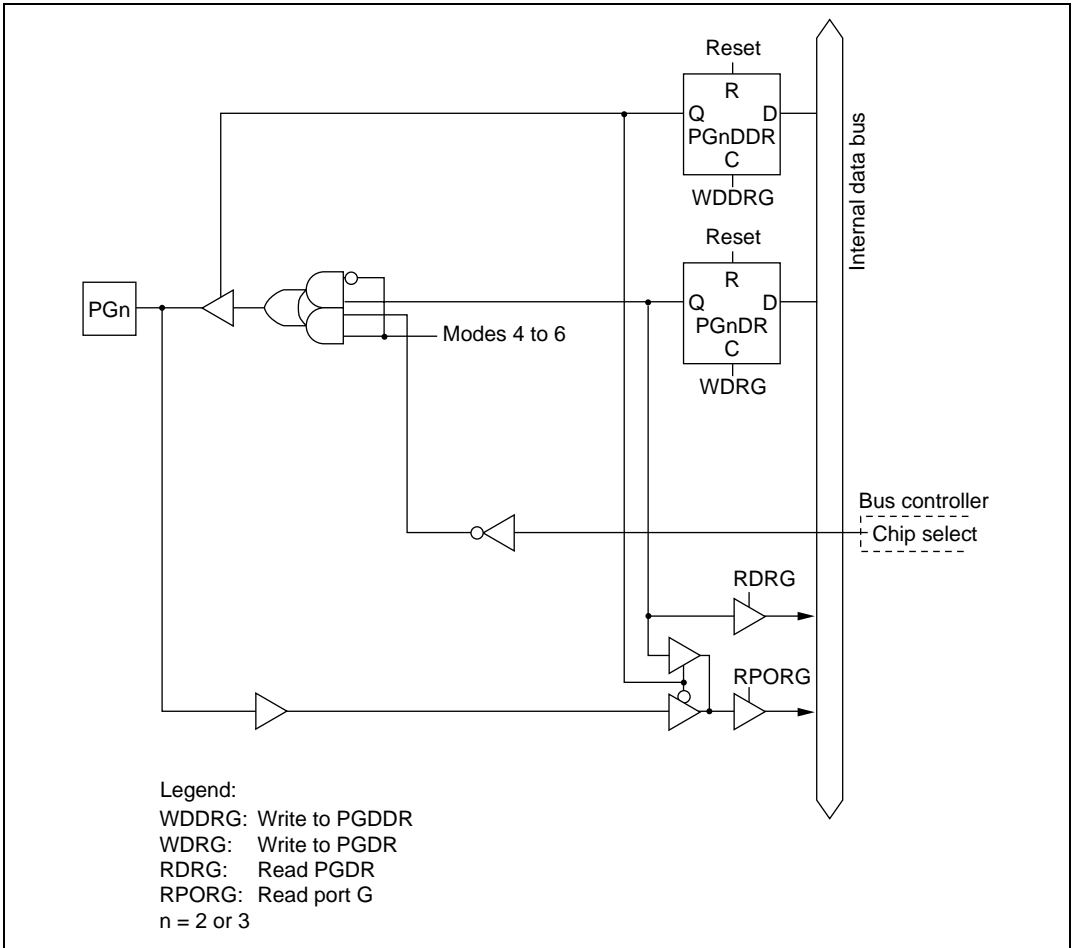 Reset
R
Q D
PGnDDR
C
WDDRG
Internal data bus
Reset
R
Q D
PGnDR
C
WDRG
PGn
Modes 4 to 6
Bus controller
Chip select
RDRG
RPORG
Legend:
WDDRG: Write to PGDDR
WDRG: Write to PGDR
RDRG: Read PGDR
RPORG: Read port G
n = 2 or 3